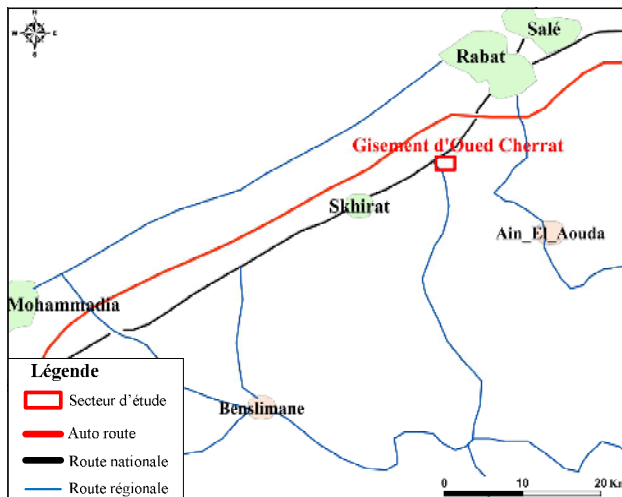 N
W E
S
Salé
Rabat
Gisement d'Oued Cherrat
Skhirat
Ain_El_Aouda
Mohammadia
Benslimane
Légende
Secteur d'étude
Auto route
Route nationale
Route régionale
0 10 20 Km